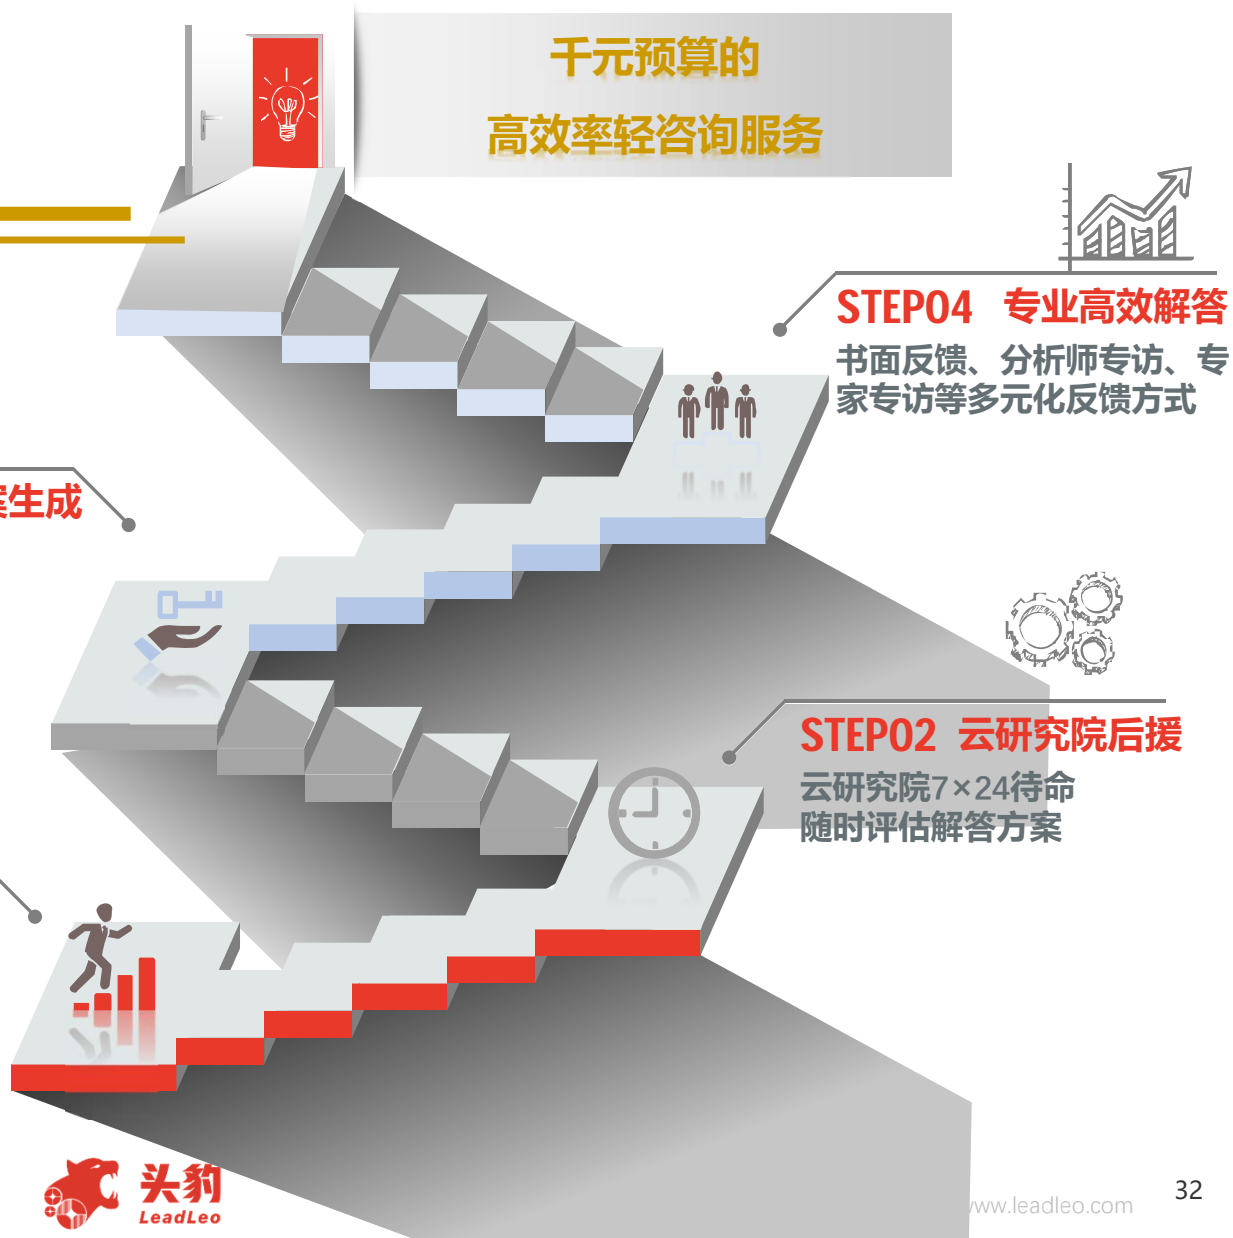 千元预算的
高效率轻咨询服务
STEP04 专业高效解答
书面反馈、分析师专访、专
家专访等多元化反馈方式
案生成
STEP02 云研究院后援
云研究院7×24待命
随时评估解答方案
头豹
LeadLeo
www.leadleo.com
32